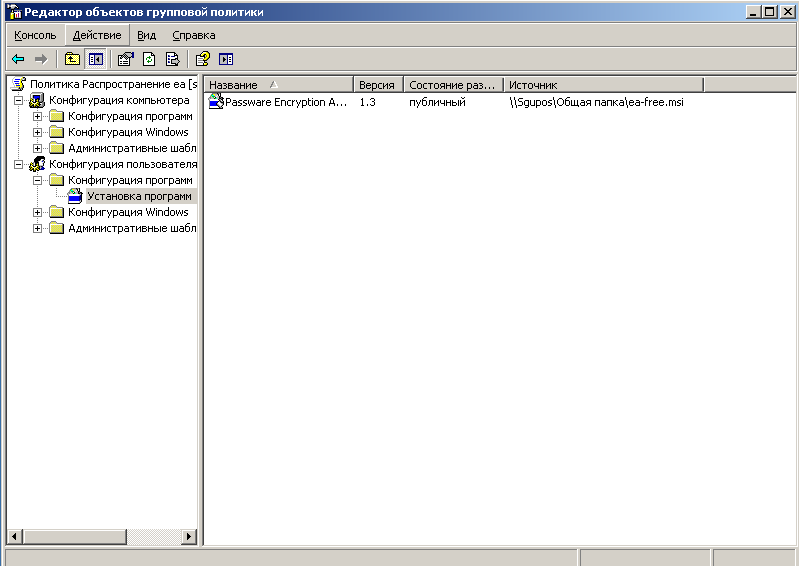 Редактор объектов групповой политики
Консоль Действие Вид Справка
Политика Распространение ea [s
Конфигурация компьютера
Конфигурация программ
Конфигурация Windows
Административные шабл
Конфигурация пользователя
Конфигурация программ
Установка программ
Конфигурация Windows
Административные шабл
Название Версия Состояние раз... Источник
Passware Encryption A... 1.3 публичный \\Sgupos\Общая папка\ea-free.msi